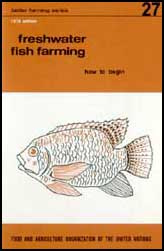 better farming series 27
1979 edition
freshwater
fish farming
how to begin
FOOD AND AGRICULTURE ORGANIZATION OF THE UNITED NATIONS